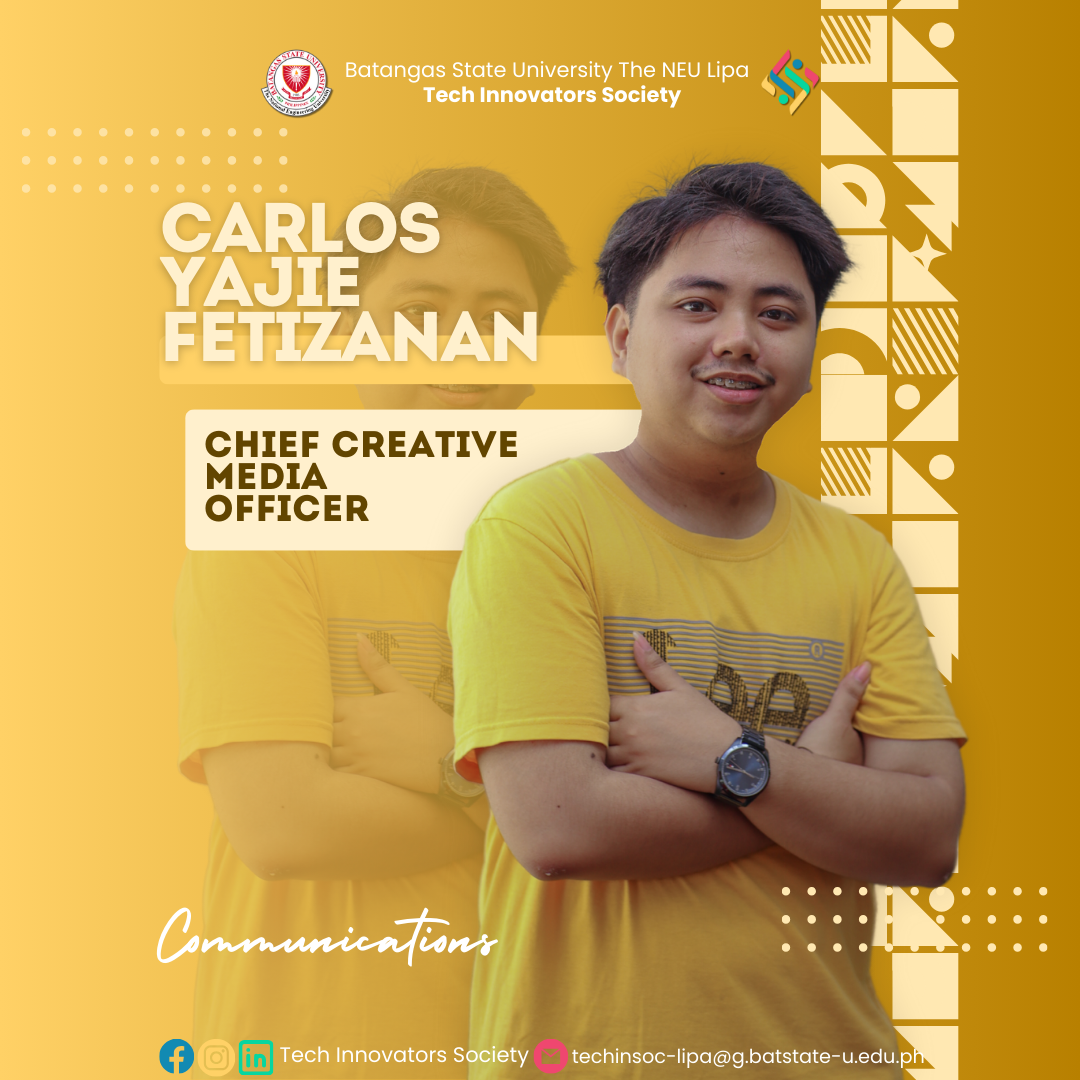 Batangas State University The NEU Lipa
Tech Innovators Society
CARLOS
YAJIE
FETIZANAN
CHIEF CREATIVE
MEDIA
OFFICER
Communications
Tech Innovators Society techinsoc-lipa@g.batstate-u.edu.ph